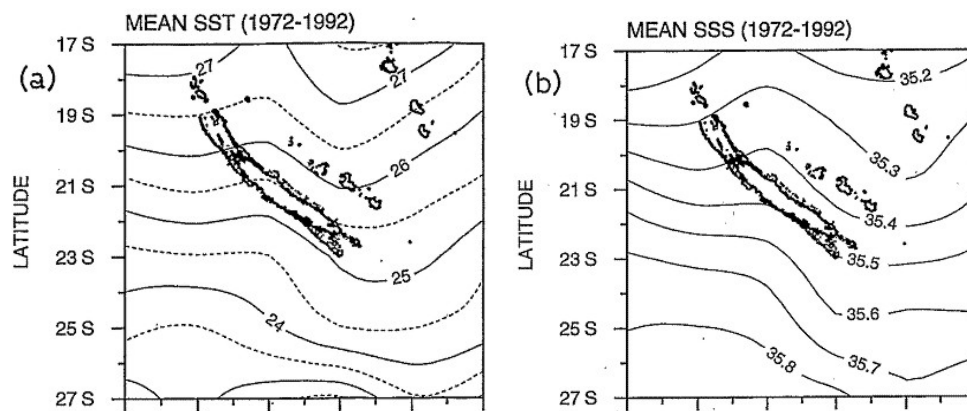 MEAN SST (1972-1992)
(a)
LATITUDE
17 S
19 S
21 S
23 S
25 S
27 S
27
27
26
25
24
MEAN SSS (1972-1992)
(b)
LATITUDE
17 S
19 S
21 S
23 S
25 S
27 S
35.2
35.3
35.4
35.5
35.6
35.7
35.8